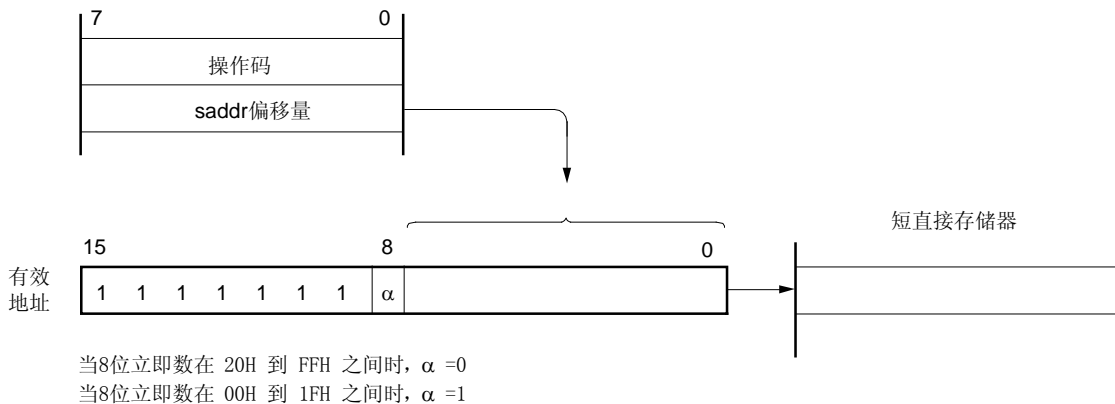 7 0
操作码
saddr偏移量
短直接存储器
15 8 0
有效
地址
1 1 1 1 1 1 1 α
当8位立即数在 20H 到 FFH 之间时, α =0
当8位立即数在 00H 到 1FH 之间时, α =1